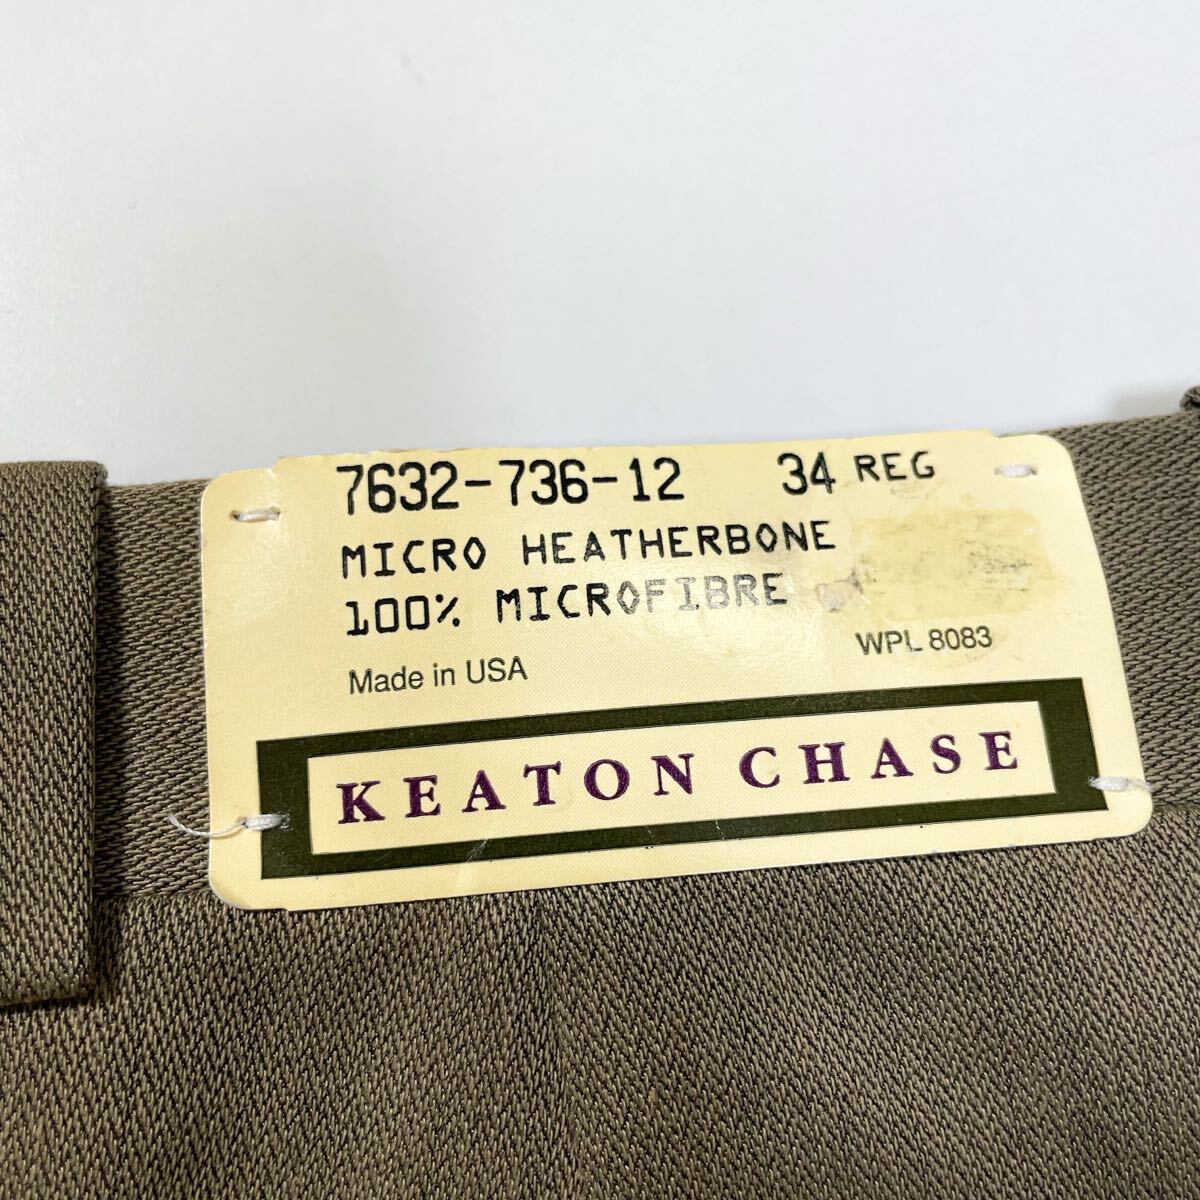 7632-736-12 34 REG
MICRO HEATHERBONE
100% MICROFIBRE
Made in USA WPL 8083
KEATON CHASE